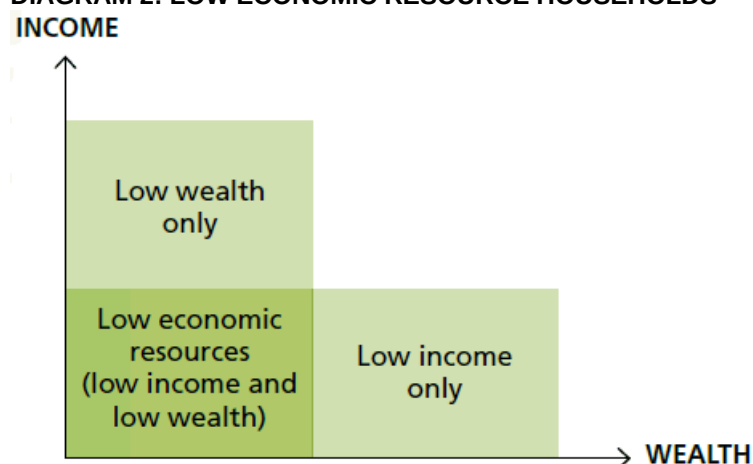 DIAGRAM 2: LOW ECONOMIC RESOURCE HOUSEHOLDS
INCOME
Low wealth
only
Low economic
resources
(low income and
low wealth)
Low income
only
WEALTH